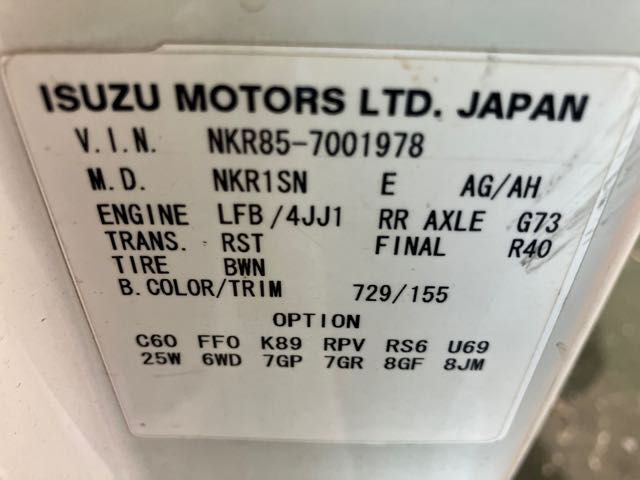 ISUZU MOTORS LTD. JAPAN
V.I.N. NKR85-7001978
M.D. NKR1SN E AG/AH
ENGINE LFB/4JJ1 RR AXLE G73
TRANS. RST FINAL R40
TIRE BWN
B.COLOR/TRIM 729/155
OPTION
C60 FF0 K89 RPV RS6 U69
25W 6WD 7GP 7GR 8GF 8JM